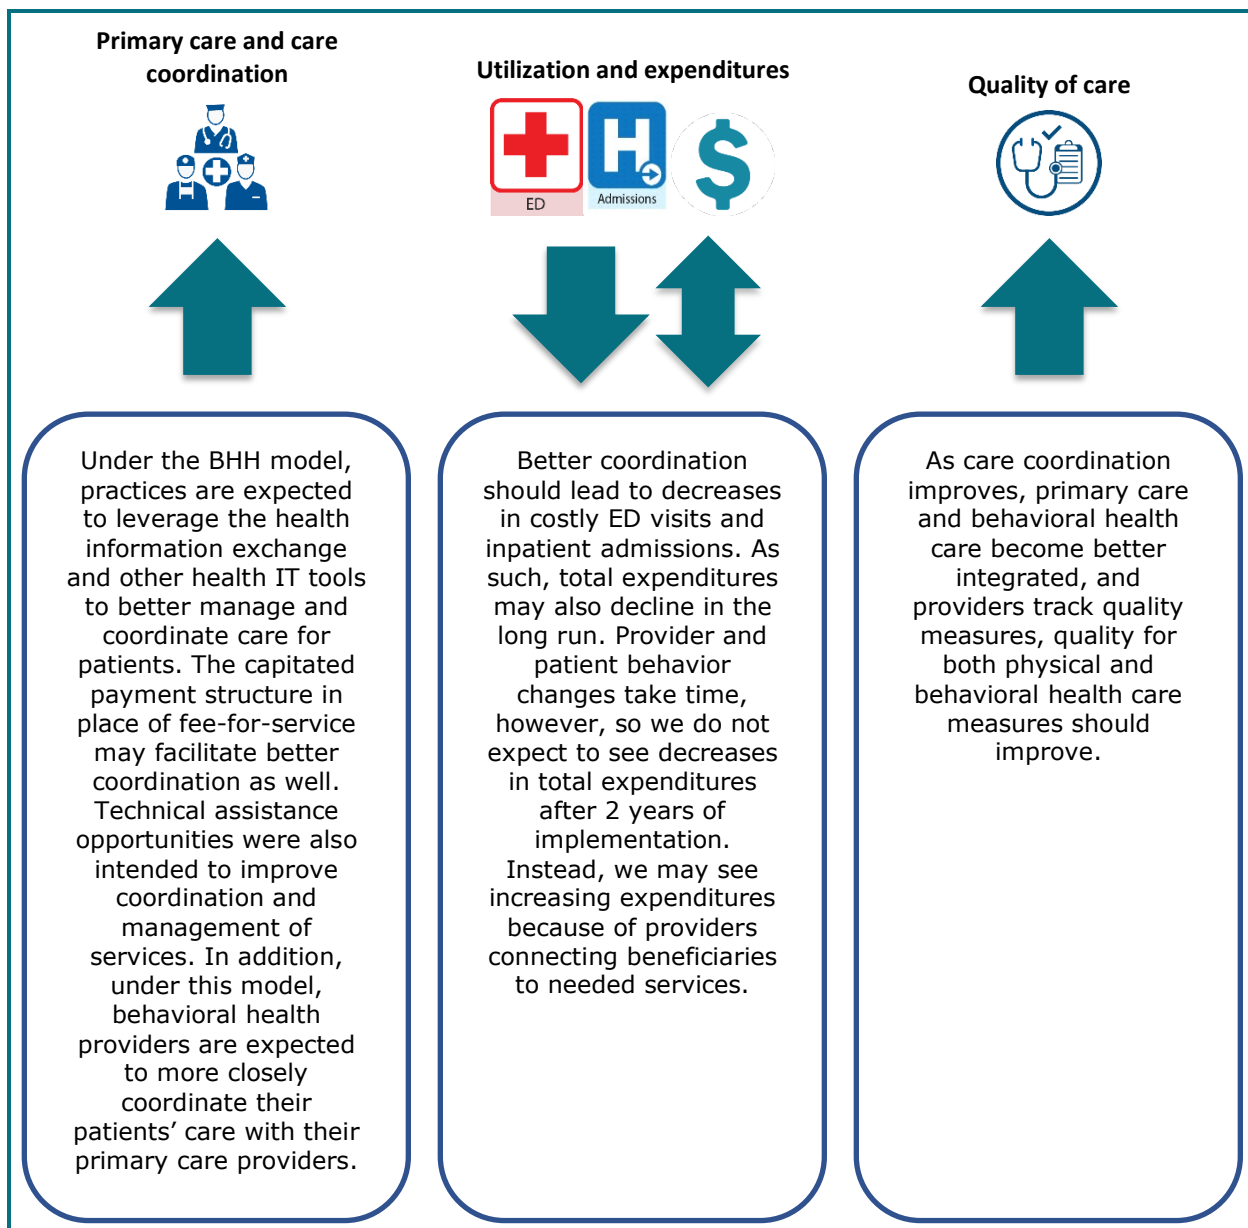 Primary care and care
coordination
Utilization and expenditures
ED
H
Admissions
$
Quality of care
Under the BHH model,
practices are expected
to leverage the health
information exchange
and other health IT tools
to better manage and
coordinate care for
patients. The capitated
payment structure in
place of fee-for-service
may facilitate better
coordination as well.
Technical assistance
opportunities were also
intended to improve
coordination and
management of
services. In addition,
under this model,
behavioral health
providers are expected
to more closely
coordinate their
patients’ care with their
primary care providers.
Better coordination
should lead to decreases
in costly ED visits and
inpatient admissions. As
such, total expenditures
may also decline in the
long run. Provider and
patient behavior
changes take time,
however, so we do not
expect to see decreases
in total expenditures
after 2 years of
implementation.
Instead, we may see
increasing expenditures
because of providers
connecting beneficiaries
to needed services.
As care coordination
improves, primary care
and behavioral health
care become better
integrated, and
providers track quality
measures, quality for
both physical and
behavioral health care
measures should
improve.